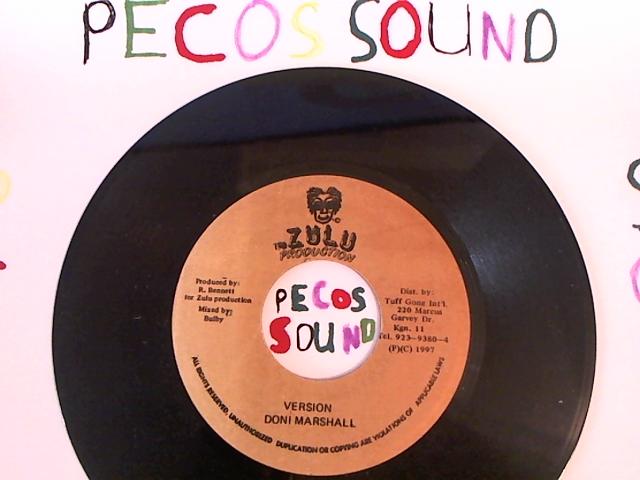 PECOS SOUND
THE ZULU
PRODUCTION
Produced by:
R. Bennett
for Zulu production
Mixed by:
Bulby
PECOS
SOUND
Dist. by:
Tuff Gong Int'l.
220 Marcus
Garvey Dr.
Kgn. 11
Tel. 923-9380-4
(P)(C) 1997
VERSION
DONI MARSHALL
ALL RIGHTS RESERVED, UNAUTHORIZED DUPLICATION OR COPYING ARE VIOLATIONS OF APPLICABLE LAWS